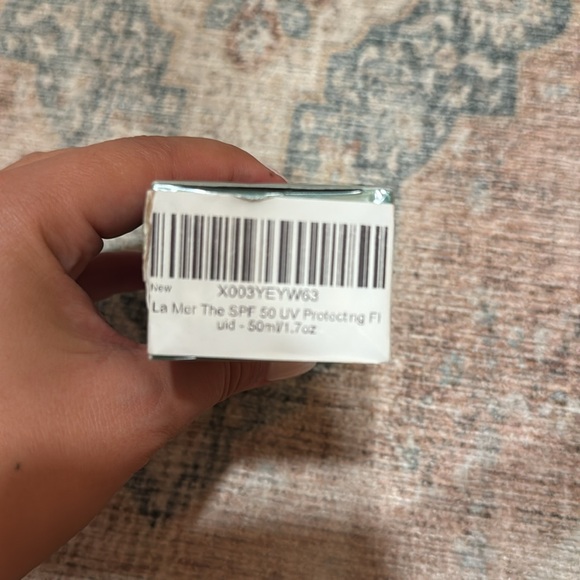 X003YEYW63
New
La Mer The SPF 50 UV Protecting Fl
uid - 50ml/1.7oz